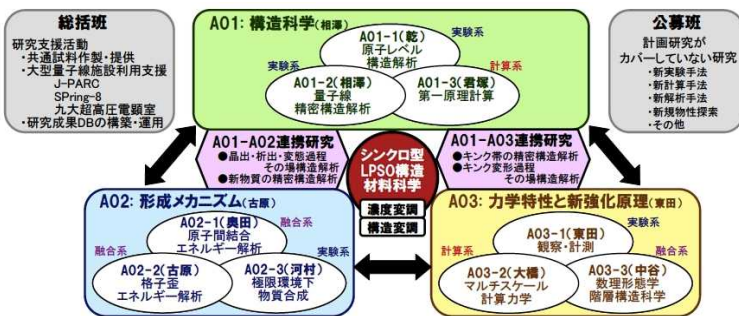 総括班
研究支援活動
・共通試料作製・提供
・大型量子線施設利用支援
J-PARC
SPring-8
九大超高圧電顕室
・研究成果DBの構築・運用
A01: 構造科学(相澤)
A01-1(乾)
原子レベル
構造解析
実験系
A01-2(相澤)
量子線
精密構造解析
計算系
A01-3(君塚)
第一原理計算
公募班
計画研究が
カバーしていない研究
・新実験手法
・新計算手法
・新解析手法
・新規物性探索
・その他
A01-A02連携研究
●晶出・析出・変態過程
その場構造解析
●新物質の精密構造解析
シンクロ型
LPSO構造
材料科学
濃度変調
構造変調
A01-A03連携研究
●キンク帯の精密構造解析
●キンク変形過程
その場構造解析
A02: 形成メカニズム(古原)
A02-1(奥田)
原子間結合
エネルギー解析
融合系
A02-2(古原)
格子歪
エネルギー解析
実験系
A02-3(河村)
極限環境下
物質合成
融合系
A03: 力学特性と新強化原理(東田)
実験系
A03-1(東田)
観察・計測
計算系
A03-2(大橋)
マルチスケール
計算力学
融合系
A03-3(中谷)
数理形態学
階層構造科学